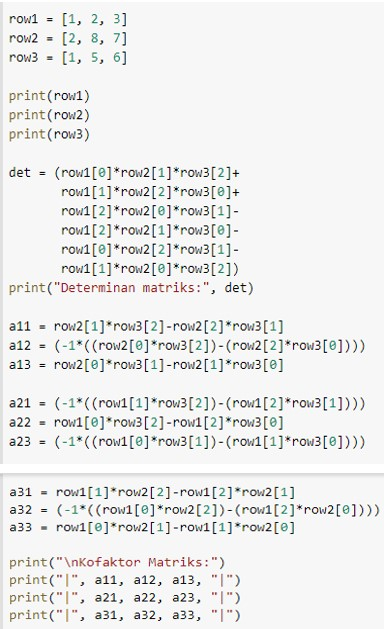 row1 = [1, 2, 3]
row2 = [2, 8, 7]
row3 = [1, 5, 6]
print(row1)
print(row2)
print(row3)
det = (row1[0]*row2[1]*row3[2]+
row1[1]*row2[2]*row3[0]+
row1[2]*row2[0]*row3[1]-
row1[2]*row2[1]*row3[0]-
row1[0]*row2[2]*row3[1]-
row1[1]*row2[0]*row3[2])
print("Determinan matriks:", det)
a11 = row2[1]*row3[2]-row2[2]*row3[1]
a12 = (-1*((row2[0]*row3[2])-(row2[2]*row3[0])))
a13 = row2[0]*row3[1]-row2[1]*row3[0]
a21 = (-1*((row1[1]*row3[2])-(row1[2]*row3[1])))
a22 = row1[0]*row3[2]-row1[2]*row3[0]
a23 = (-1*((row1[0]*row3[1])-(row1[1]*row3[0])))
a31 = row1[1]*row2[2]-row1[2]*row2[1]
a32 = (-1*((row1[0]*row2[2])-(row1[2]*row2[0])))
a33 = row1[0]*row2[1]-row1[1]*row2[0]
print("\nKofaktor Matriks:")
print("|", a11, a12, a13, "|")
print("|", a21, a22, a23, "|")
print("|", a31, a32, a33, "|")